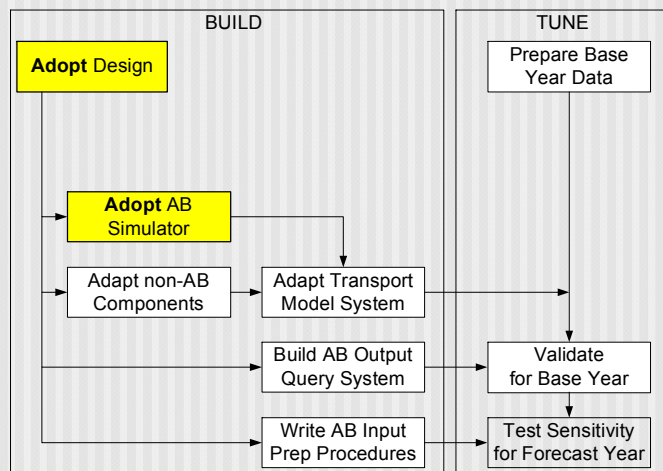 BUILD
TUNE
Adopt Design
Prepare Base
Year Data
Adopt AB
Simulator
Adapt non-AB
Components
Adapt Transport
Model System
Build AB Output
Query System
Validate
for Base Year
Write AB Input
Prep Procedures
Test Sensitivity
for Forecast Year